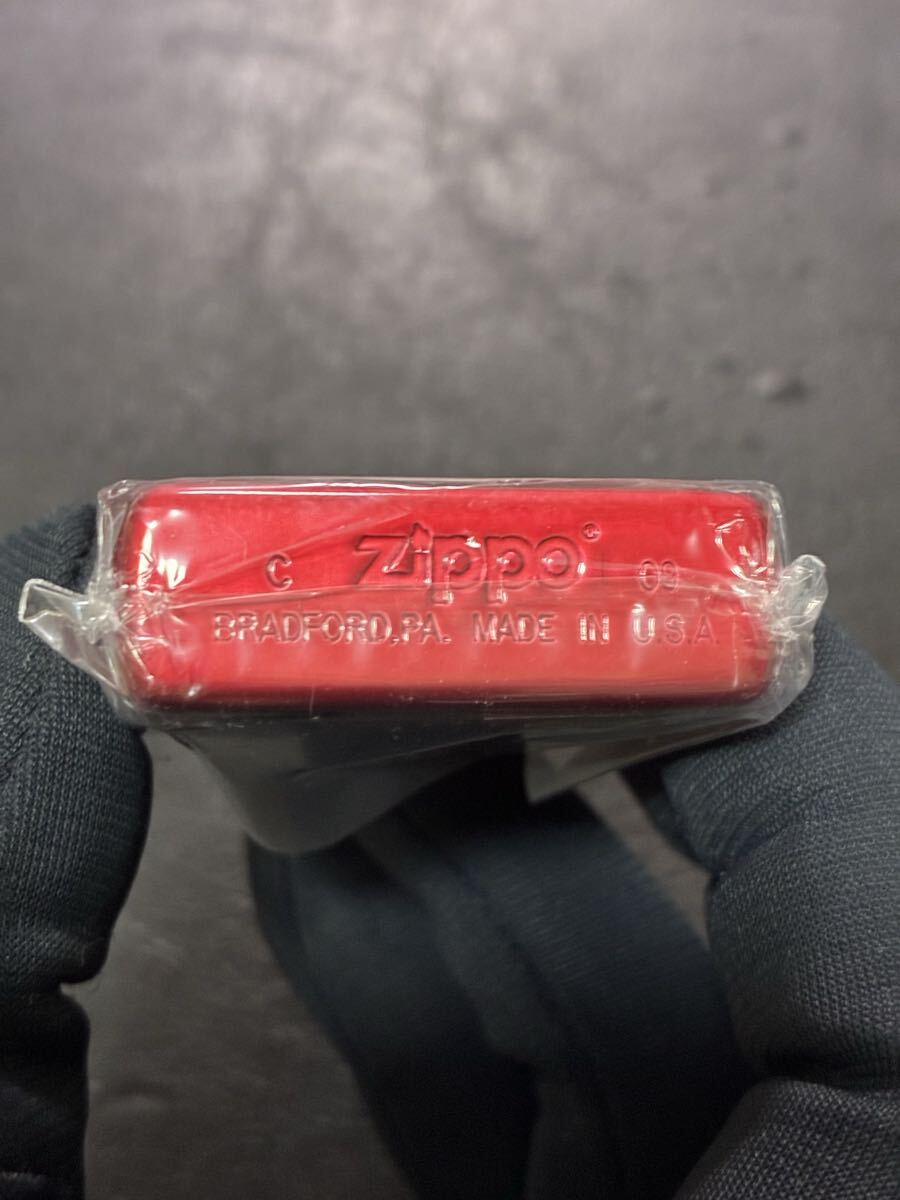 C Zippo® 09
BRADFORD,PA. MADE IN U.S.A.